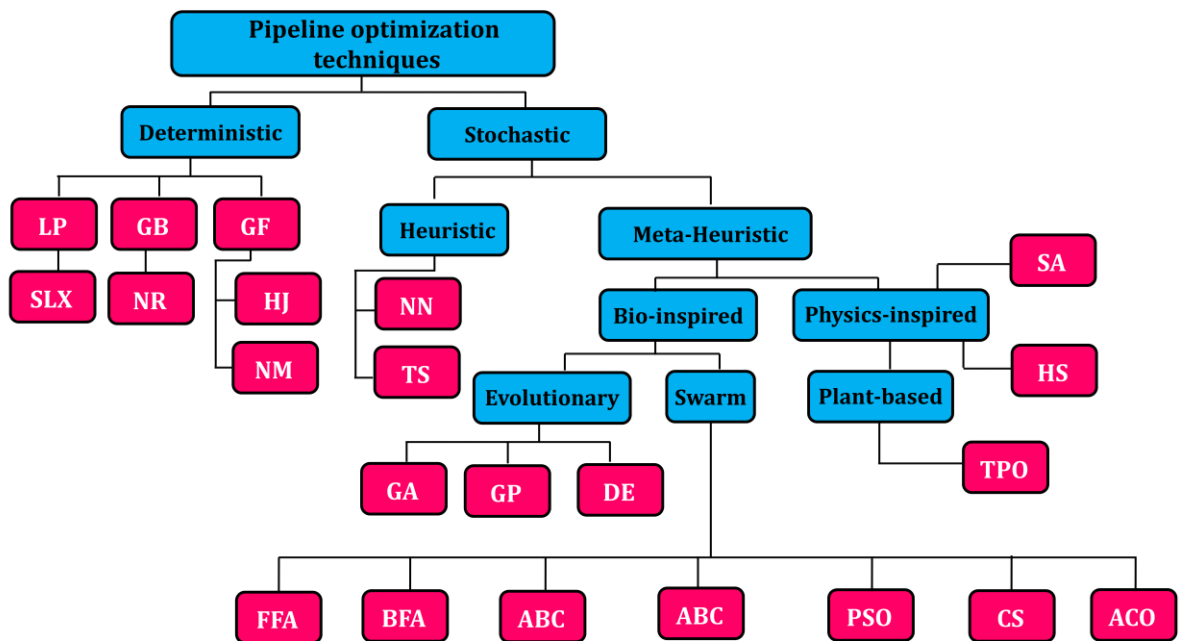 Pipeline optimization
techniques
Deterministic
Stochastic
LP
GB
GF
Heuristic
Meta-Heuristic
SA
SLX
NR
HJ
NN
Bio-inspired
Physics-inspired
NM
TS
HS
Evolutionary
Swarm
Plant-based
GA
GP
DE
TPO
FFA
BFA
ABC
ABC
PSO
CS
ACO